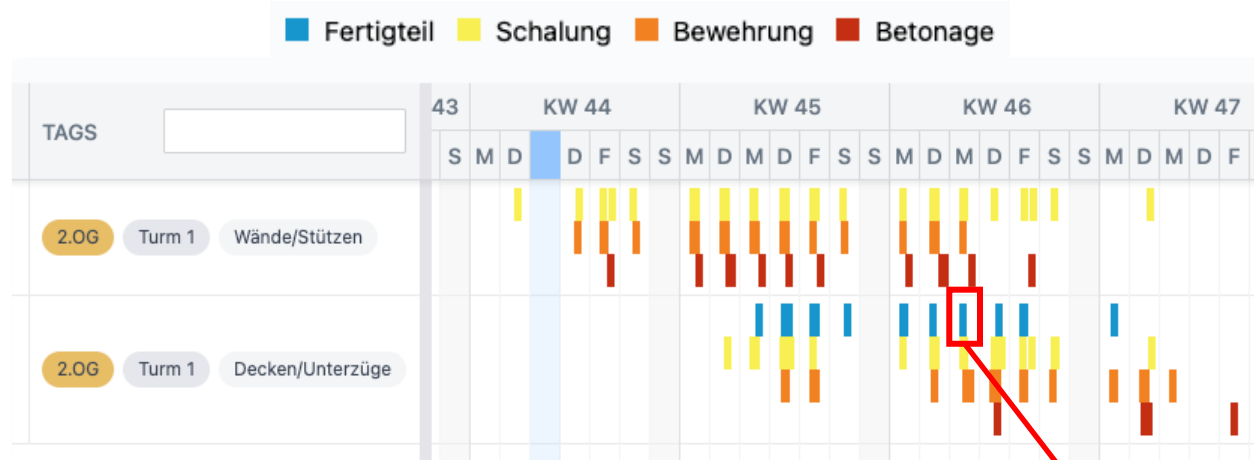 Fertigteil Schalung Bewehrung Betonage
43 KW 44 KW 45 KW 46 KW 47
TAGS
S M D D F S S M D M D F S S M D M D F S S M D M D F
2.OG Turm 1 Wände/Stützen
2.OG Turm 1 Decken/Unterzüge